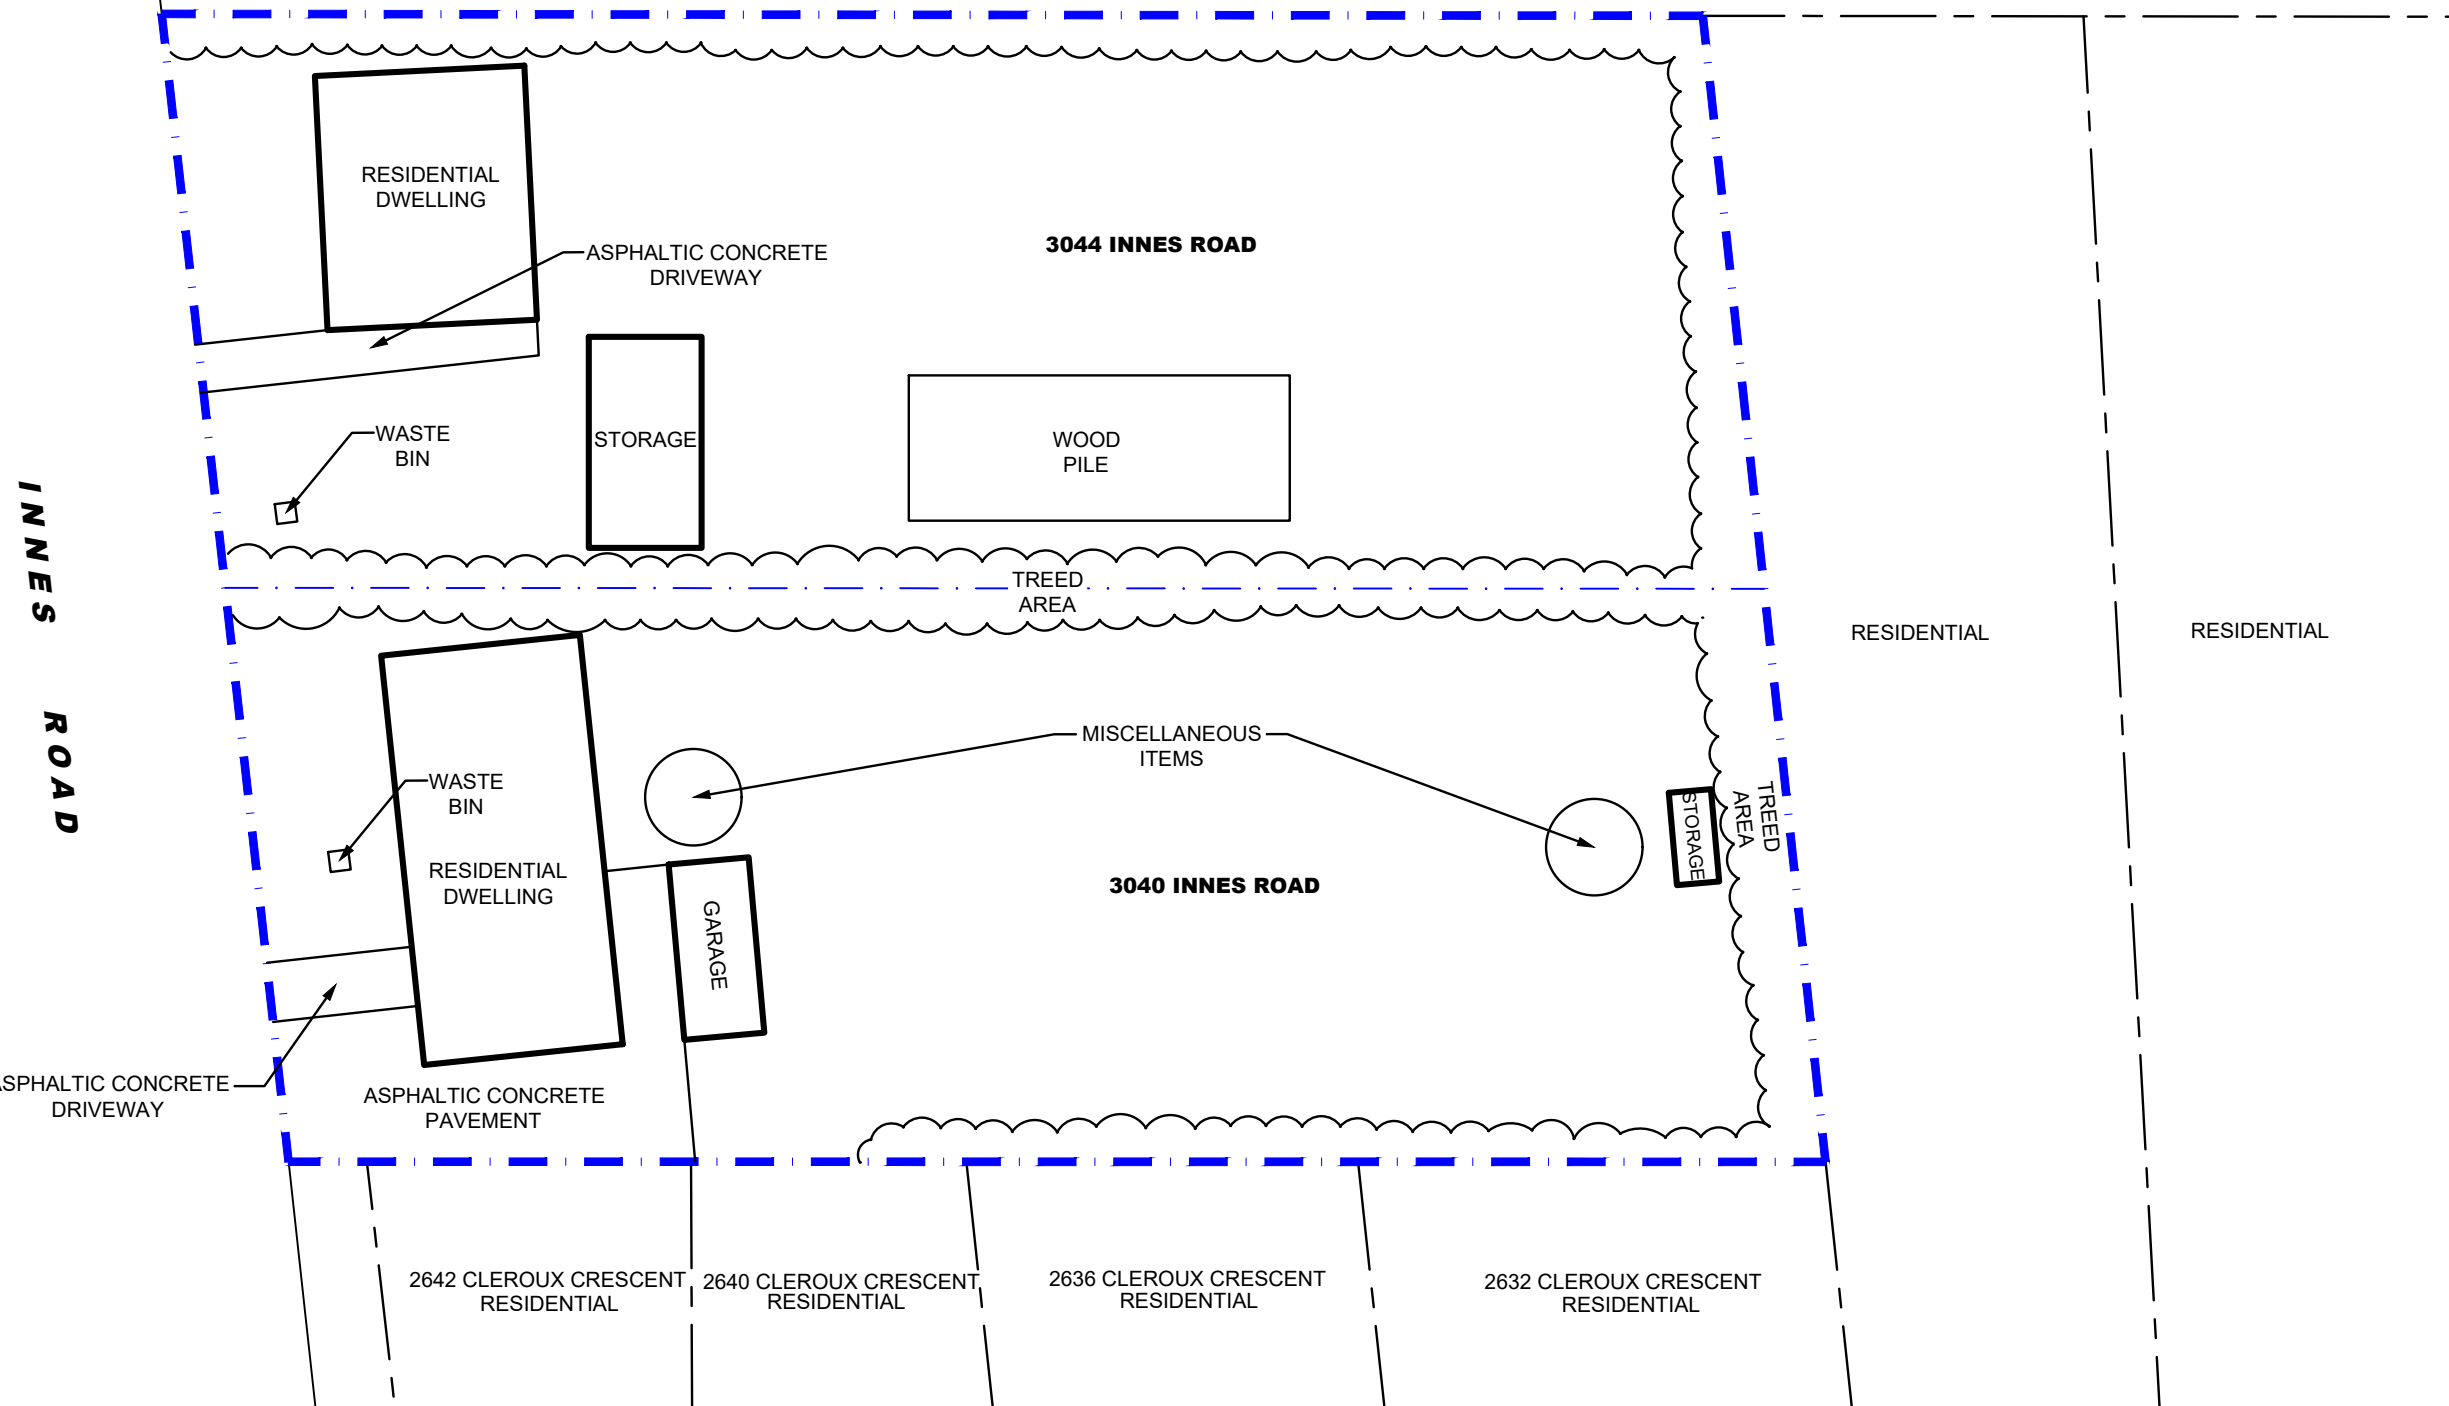 RESIDENTIAL
DWELLING
ASPHALTIC CONCRETE
DRIVEWAY
3044 INNES ROAD
STORAGE
WOOD
PILE
WASTE
BIN
INNES ROAD
TREED
AREA
RESIDENTIAL
RESIDENTIAL
MISCELLANEOUS
ITEMS
WASTE
BIN
STORAGE
TREED
AREA
RESIDENTIAL
DWELLING
3040 INNES ROAD
GARAGE
ASPHALTIC CONCRETE
DRIVEWAY
ASPHALTIC CONCRETE
PAVEMENT
2642 CLEROUX CRESCENT
RESIDENTIAL
2640 CLEROUX CRESCENT
RESIDENTIAL
2636 CLEROUX CRESCENT
RESIDENTIAL
2632 CLEROUX CRESCENT
RESIDENTIAL